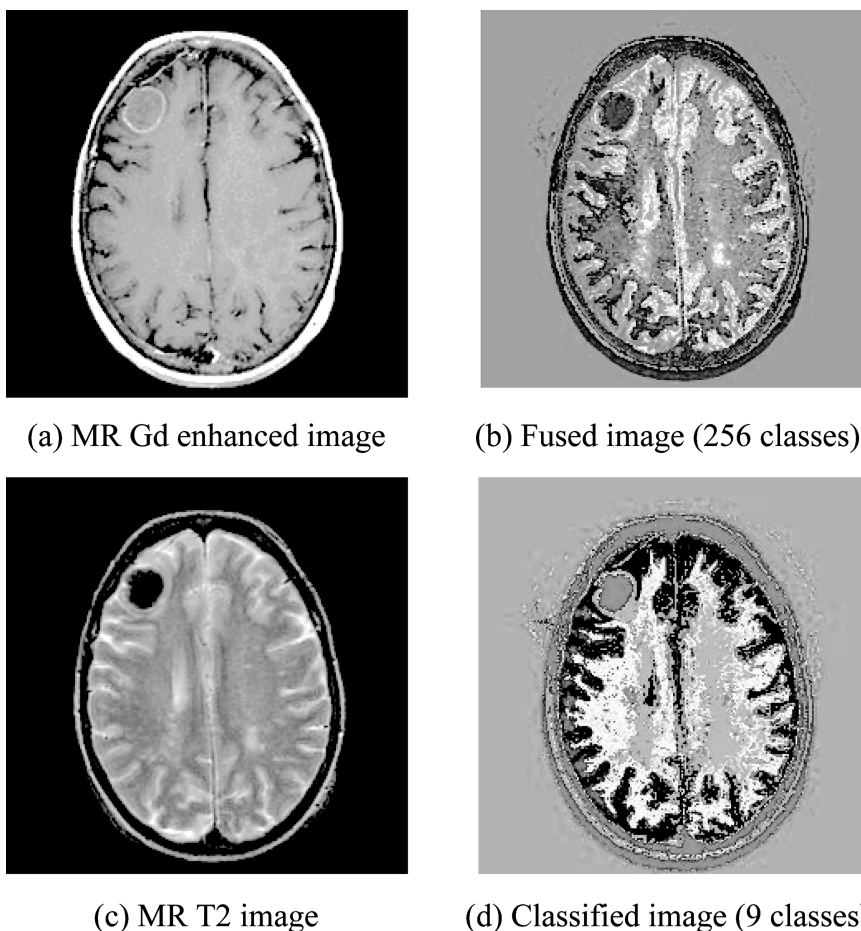 (a) MR Gd enhanced image
(b) Fused image (256 classes)
(c) MR T2 image
(d) Classified image (9 classes)